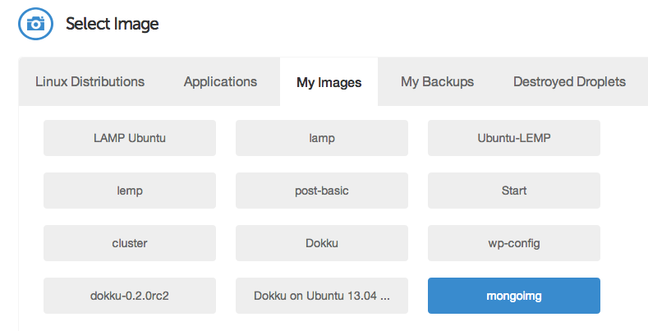 Select Image
Linux Distributions Applications My Images My Backups Destroyed Droplets
LAMP Ubuntu lamp Ubuntu-LEMP
lemp post-basic Start
cluster Dokku wp-config
dokku-0.2.0rc2 Dokku on Ubuntu 13.04 ... mongoImg